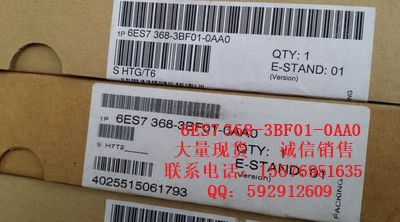 1P 6ES7 368-3BF01-0AA0
QTY: 1
S HTG/T6
E-STAND: 01
(Version)
1P 6ES7 368-3BF01-0AA0
6ES7 368-3BF01-0AA0
大量现货 诚信销售
S H7T2
E-STAND: 01
(Version)
联系电话
QQ: 592912609
4025515061793
PACKING